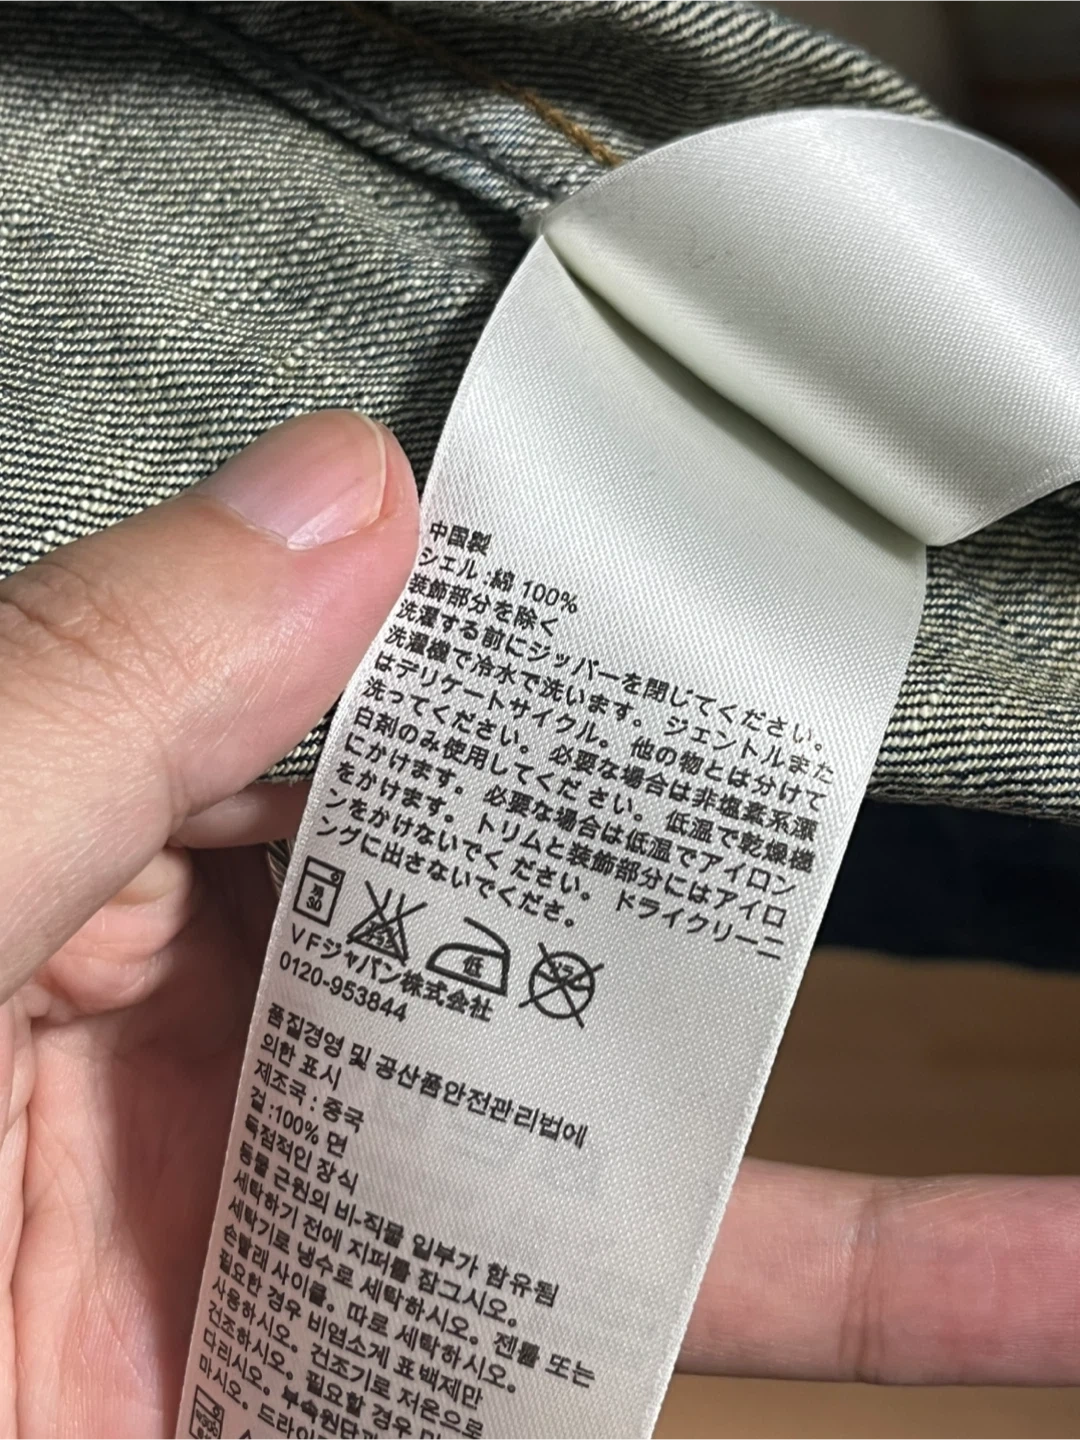 中国製
シェル :綿 100%
装飾部分を除く
洗濯する前にジッパーを閉じてください。
洗濯機で冷水で洗います。 ジェントルまた
はデリケートサイクル。 他の物とは分けて
洗ってください。 必要な場合は非塩素系漂
白剤のみ使用してください。 低温で乾燥機
にかけます。 必要な場合は低温でアイロン
をかけます。 トリムと装飾部分にはアイロ
ンをかけないでください。 ドライクリーニ
ングに出さないでくださ。
30
低
VFジャパン株式会社
0120-953844
품질경영 및 공산품안전관리법에
의한 표시
제조국 : 중국
겉 :100% 면
독점적인 장식
동물 근원의 비-직물 일부가 함유됨
세탁하기 전에 지퍼를 잠그시오。
세탁기로 냉수로 세탁하시오。 젠틀 또는
손빨래 사이클。 따로 세탁하시오。
필요한 경우 비염소계 표백제만
사용하시오。 건조기로 저온으로
건조하시오。 필요할 경우
다리시오。 부속원단과
마시오。